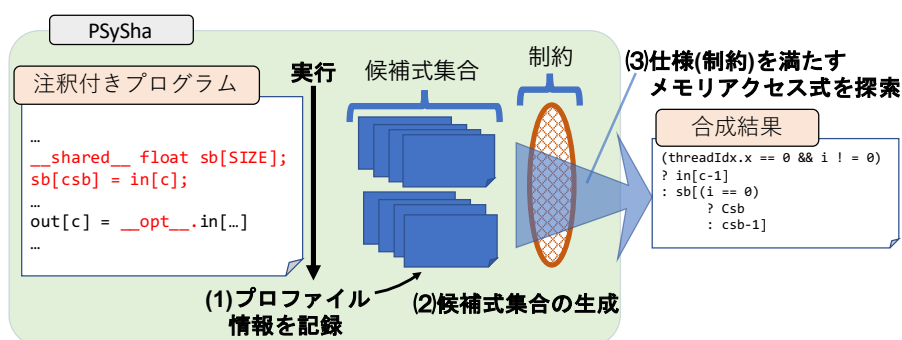 PSySha
注釈付きプログラム
…
__shared__ float sb[SIZE];
sb[csb] = in[c];
…
out[c] = __opt__.in[…]
…
実行
(1)プロファイル
情報を記録
候補式集合
⑵候補式集合の生成
制約
⑶仕様(制約)を満たす
メモリアクセス式を探索
合成結果
(threadIdx.x == 0 && i ! = 0)
? in[c-1]
: sb[(i == 0)
? Csb
: csb-1]